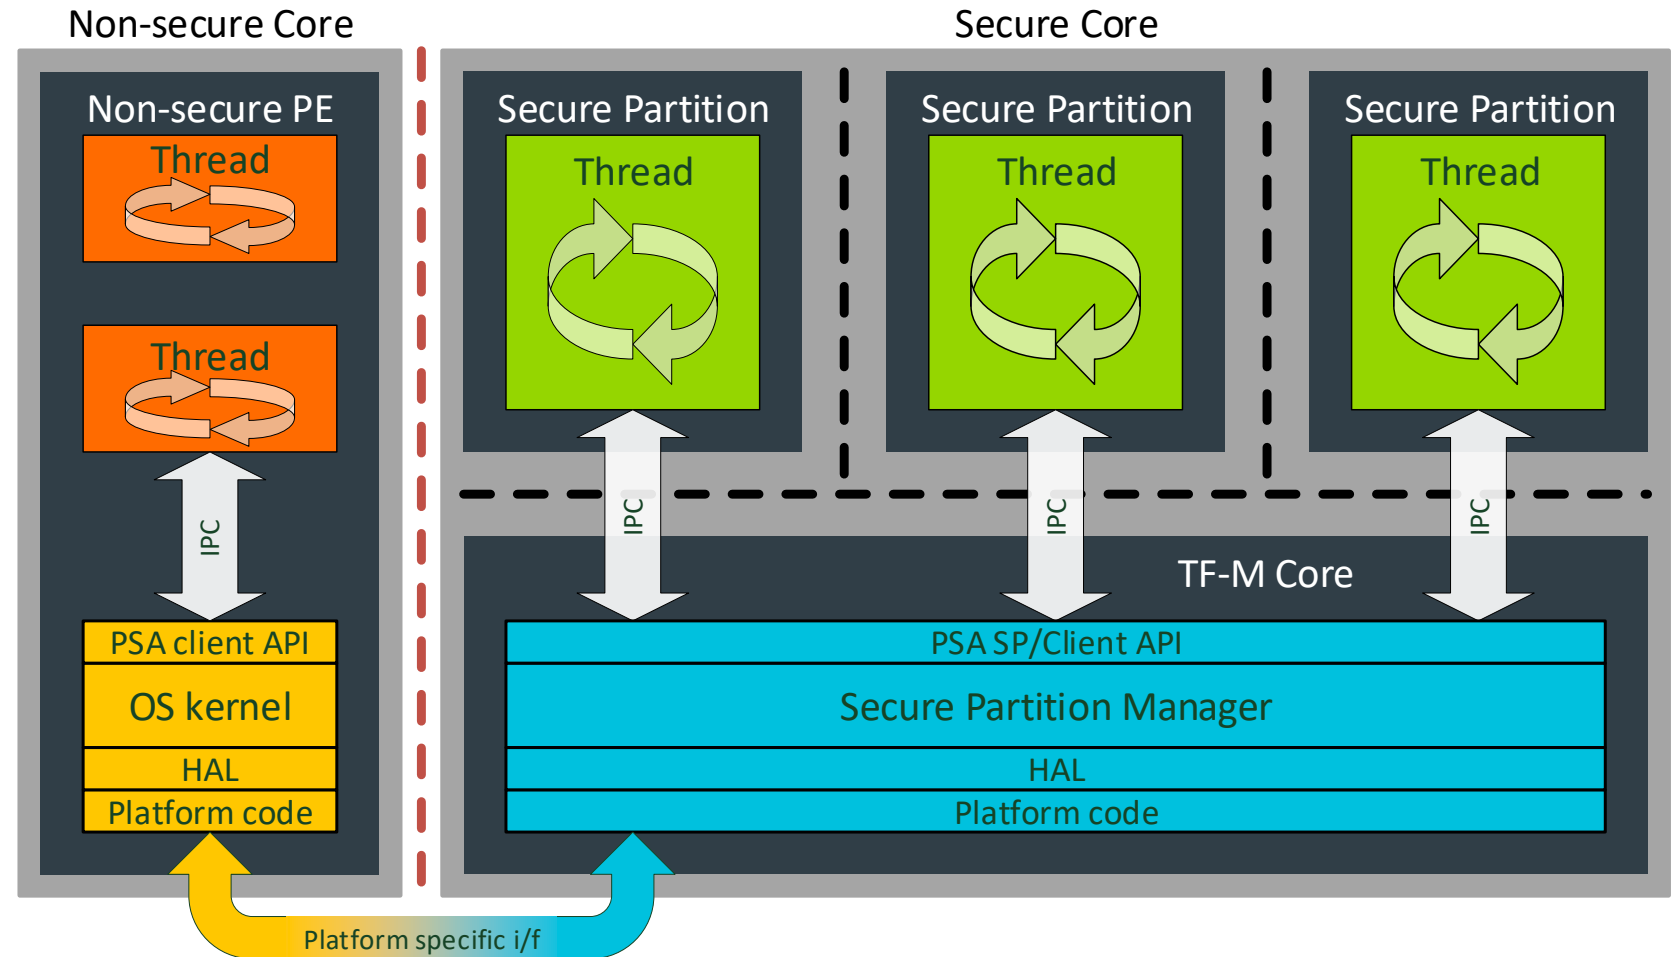 Non-secure Core
Secure Core
Non-secure PE
Thread
Thread
IPC
PSA client API
OS kernel
HAL
Platform code
Secure Partition
Thread
IPC
Secure Partition
Thread
IPC
Secure Partition
Thread
IPC
TF-M Core
PSA SP/Client API
Secure Partition Manager
HAL
Platform code
Platform specific i/f